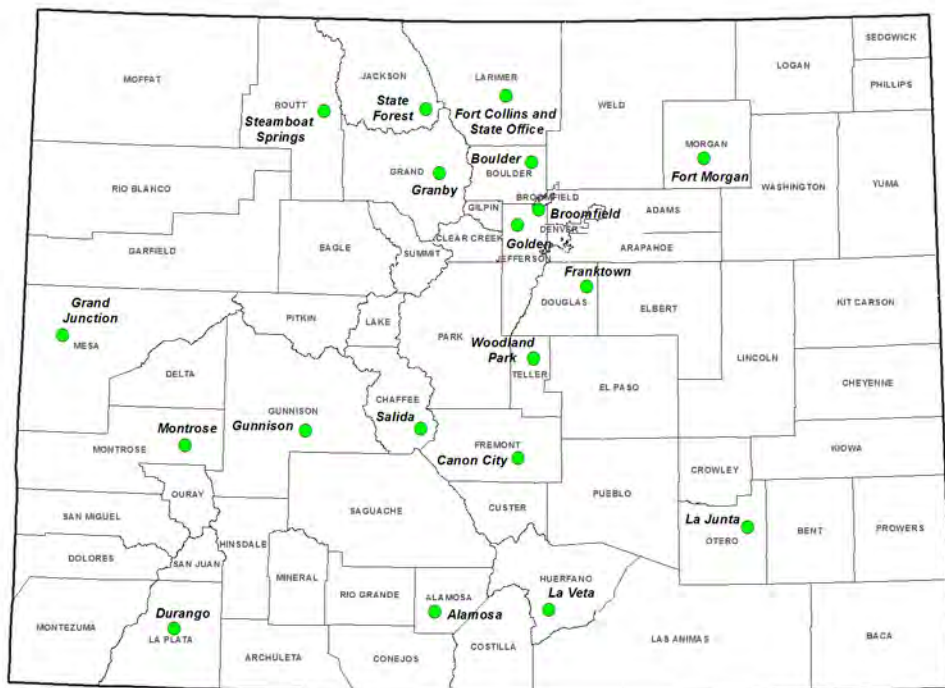 SEDGWICK
LOGAN
MOFFAT
JACKSON
LARIMER
PHILLIPS
WELD
ROUTT
State
Forest
Steamboat
Springs
Fort Collins and
State Office
MORGAN
Fort Morgan
Boulder
BOULDER
GRAND
Granby
RIO BLANCO
WASHINGTON
YUMA
BROOMFIELD
GILPIN
Broomfield
ADAMS
DENVER
GARFIELD
EAGLE
CLEAR CREEK
Golden
ARAPAHOE
SUMMIT
JEFFERSON
Franktown
Grand
Junction
DOUGLAS
ELBERT
KIT CARSON
PITKIN
LAKE
PARK
MESA
Woodland
Park
LINCOLN
DELTA
TELLER
EL PASO
CHEYENNE
CHAFFEE
GUNNISON
Salida
Montrose
Gunnison
MONTROSE
FREMONT
Canon City
KIOWA
CROWLEY
OURAY
PUEBLO
SAGUACHE
CUSTER
SAN MIGUEL
La Junta
OTERO
BENT
PROWERS
HINSDALE
DOLORES
SAN JUAN
MINERAL
HUERFANO
La Veta
RIO GRANDE
ALAMOSA
Alamosa
Durango
MONTEZUMA
LA PLATA
LAS ANIMAS
BACA
COSTILLA
ARCHULETA
CONEJOS